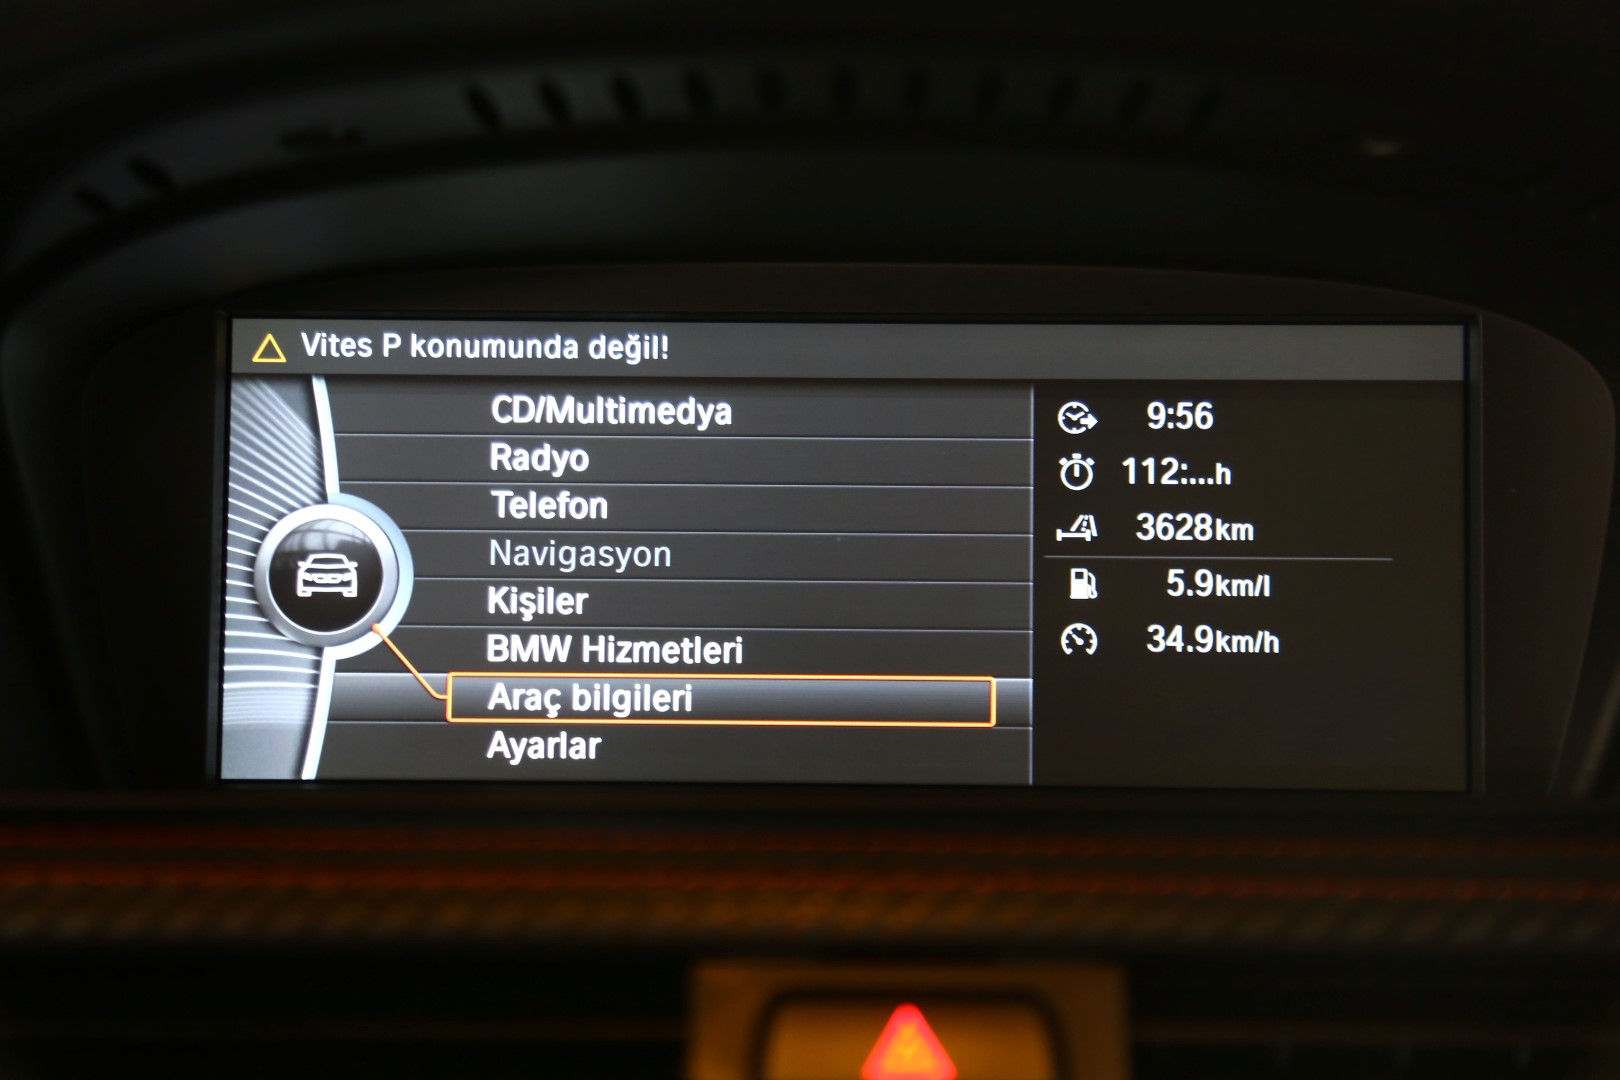 Vites P konumunda değil!
CD/Multimedya
Radyo
Telefon
Navigasyon
Kişiler
BMW Hizmetleri
Araç bilgileri
Ayarlar
9:56
112:...h
3628km
5.9km/l
34.9km/h